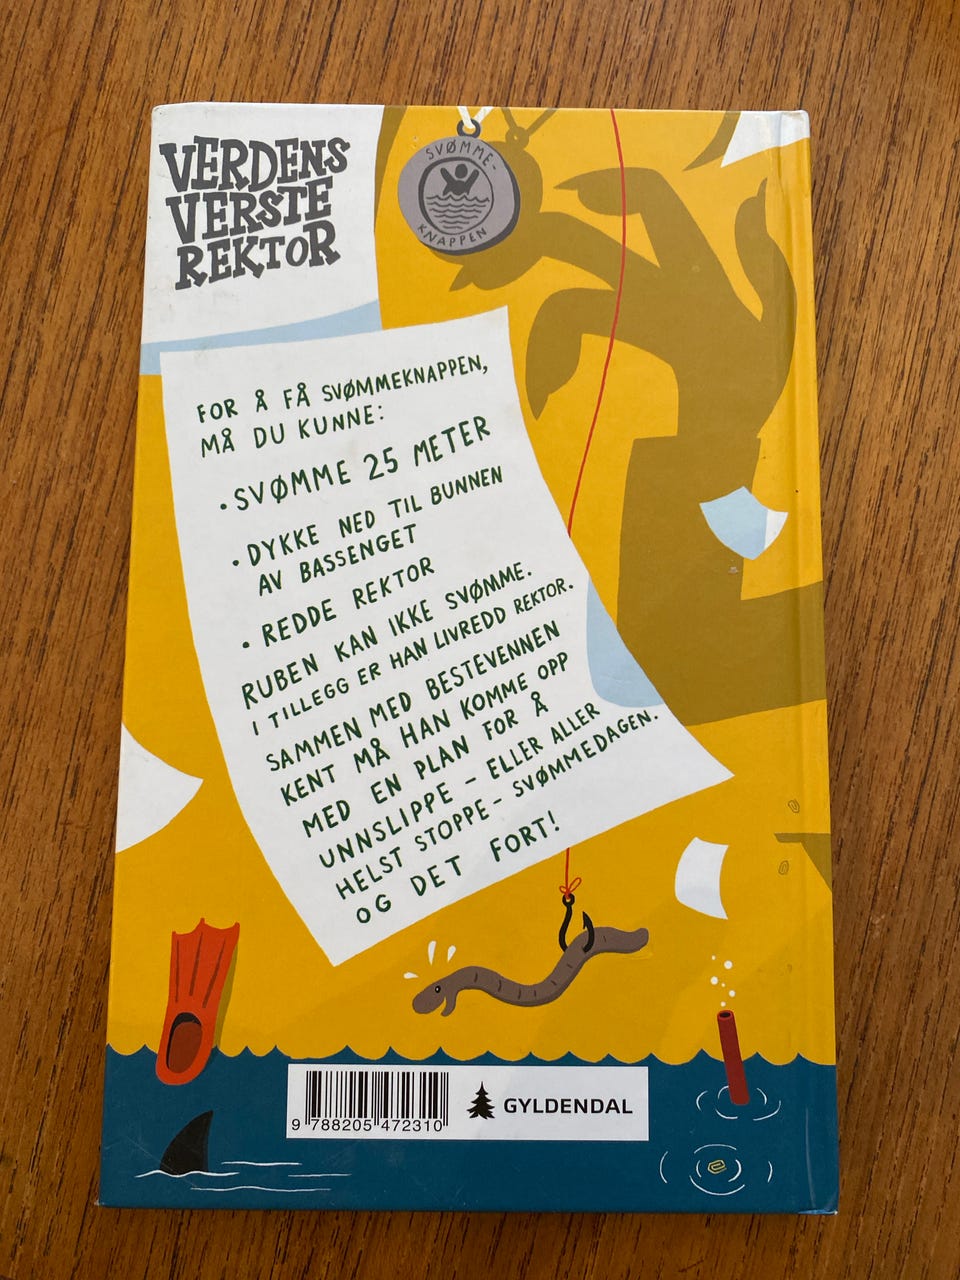 VERDENS
VERSTE
REKTOR
SVØMME-
KNAPPEN
FOR Å FÅ SVØMMEKNAPPEN,
MÅ DU KUNNE:
• SVØMME 25 METER
• DYKKE NED TIL BUNNEN
AV BASSENGET
• REDDE REKTOR
RUBEN KAN IKKE SVØMME.
I TILLEGG ER HAN LIVREDD REKTOR.
SAMMEN MED BESTEVENNEN
KENT MÅ HAN KOMME OPP
MED EN PLAN FOR Å
UNNSLIPPE – ELLER ALLER
HELST STOPPE – SVØMMEDAGEN.
OG DET FORT!
9 788205 472310
GYLDENDAL